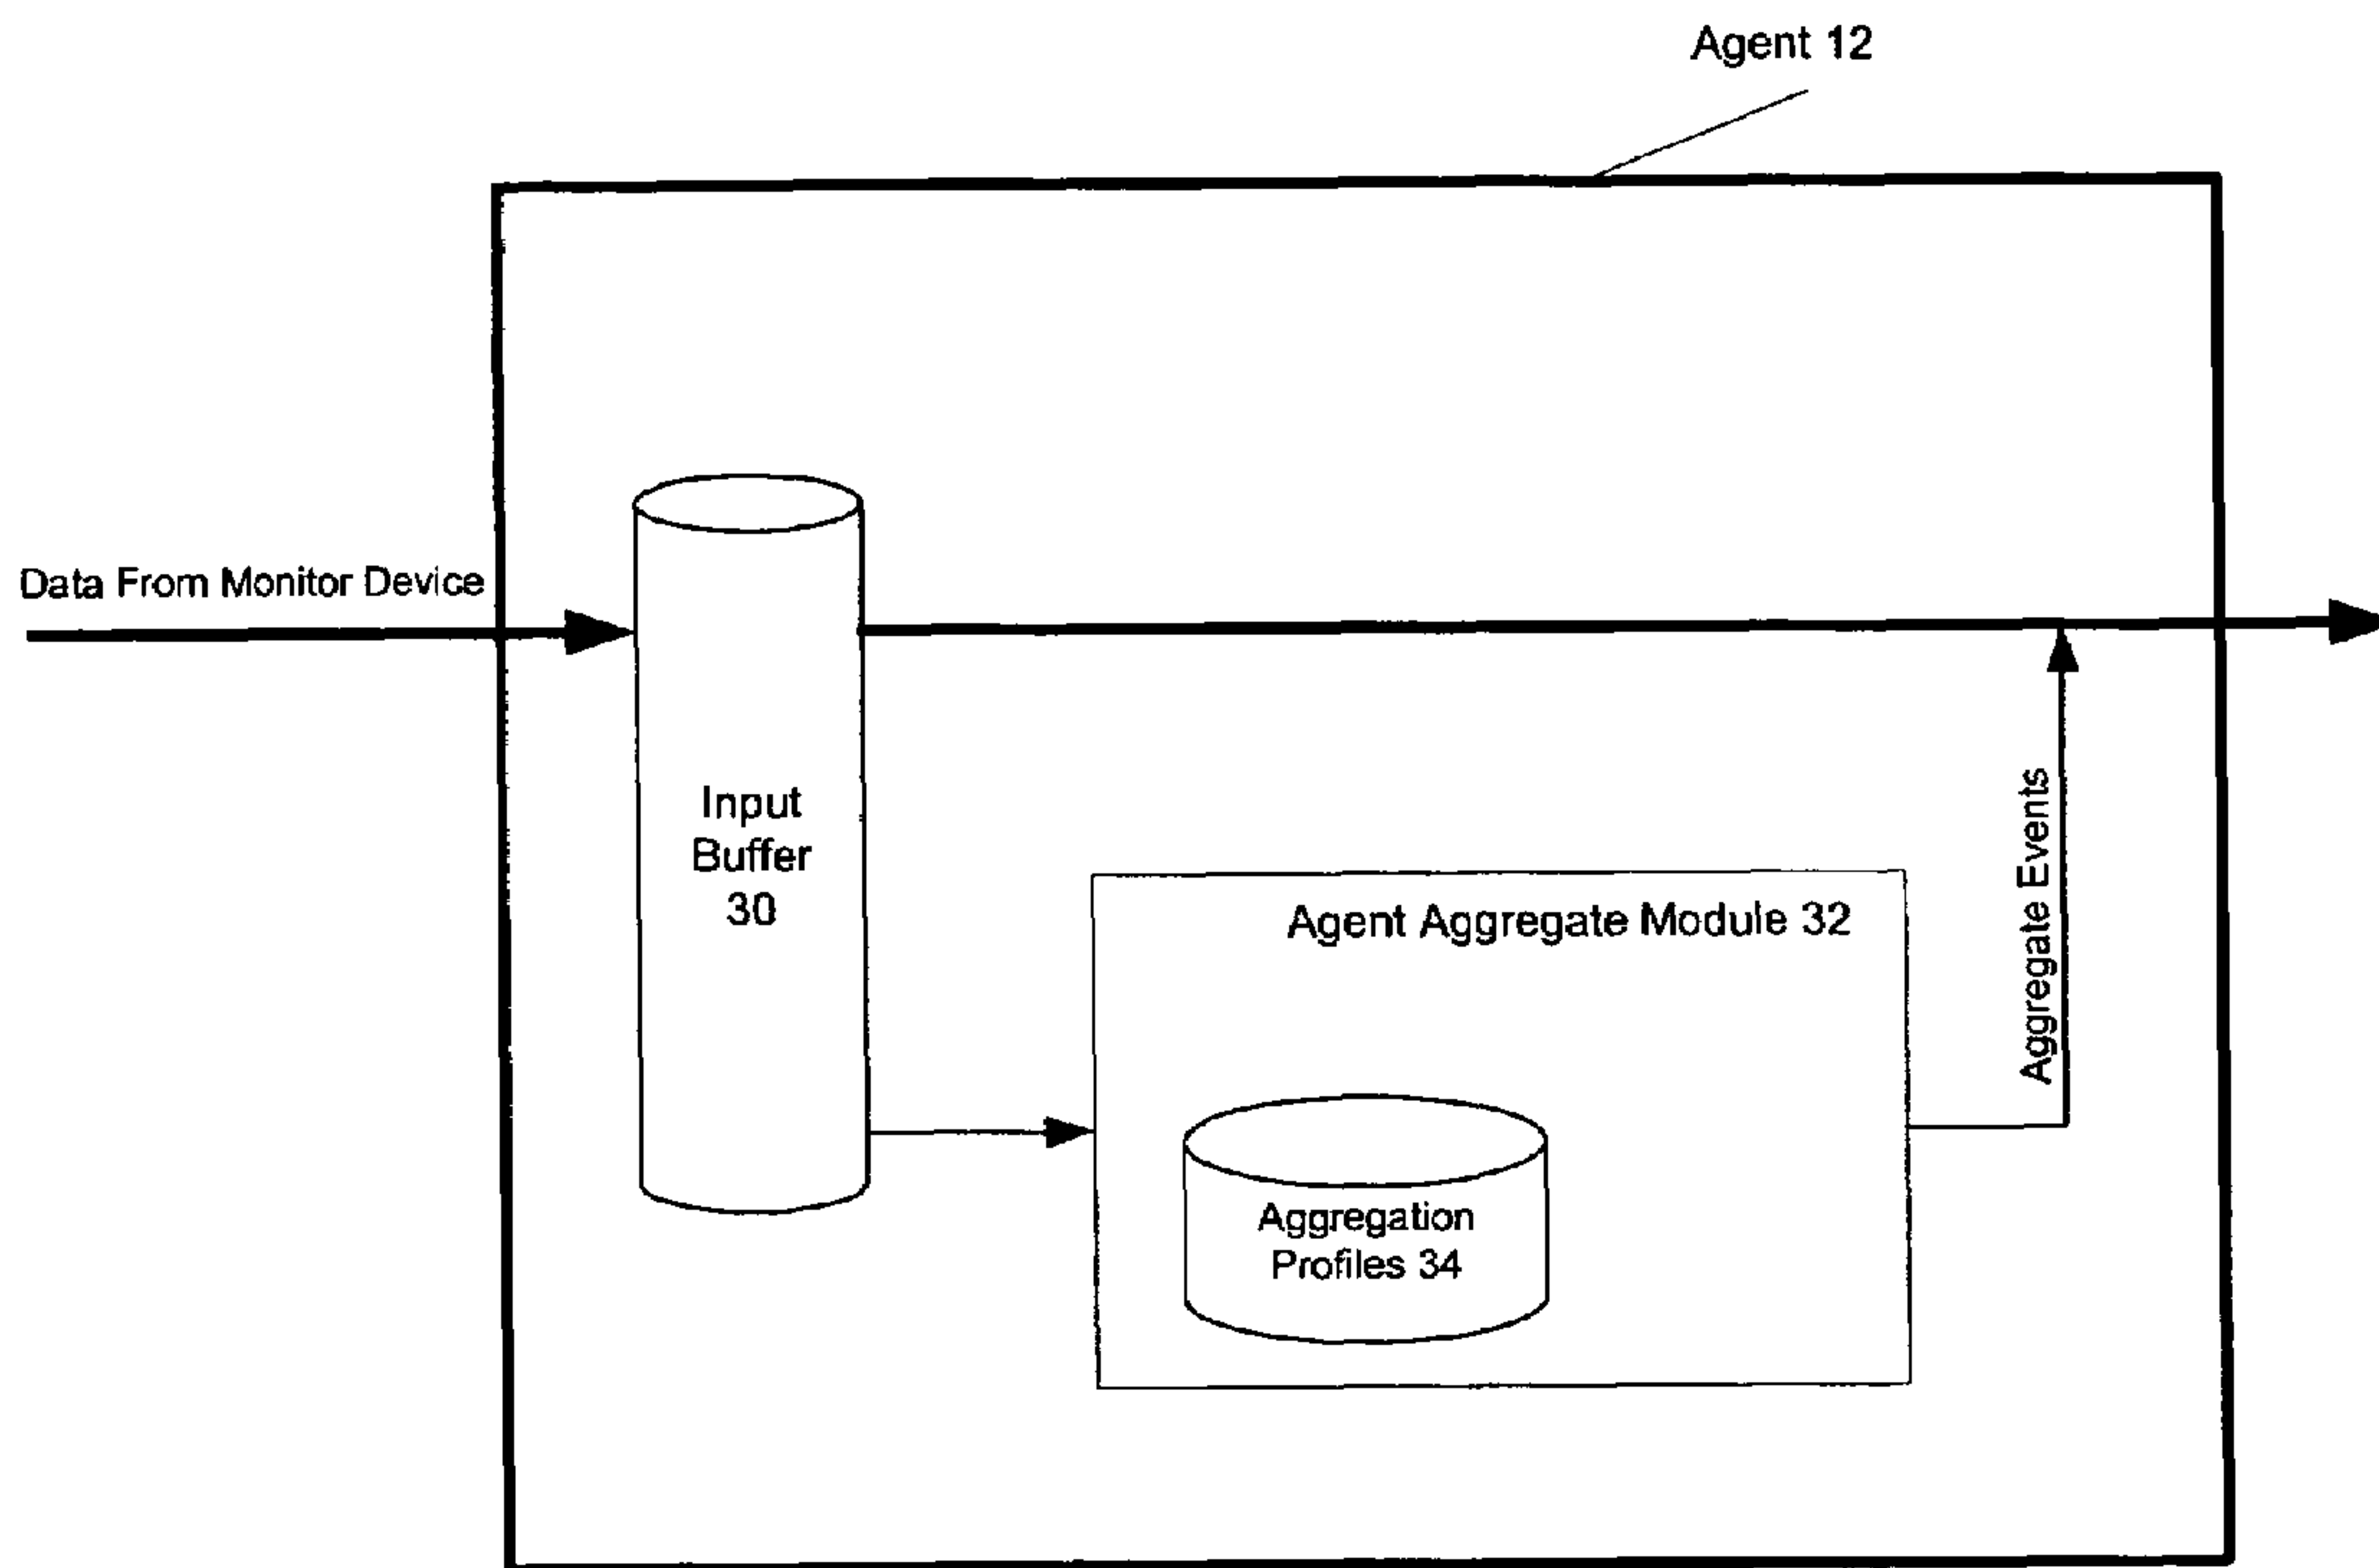 Agent 12
Data From Monitor Device
Input
Buffer
30
Agent Aggregate Module 32
Aggregate Events
Aggregation
Profiles 34